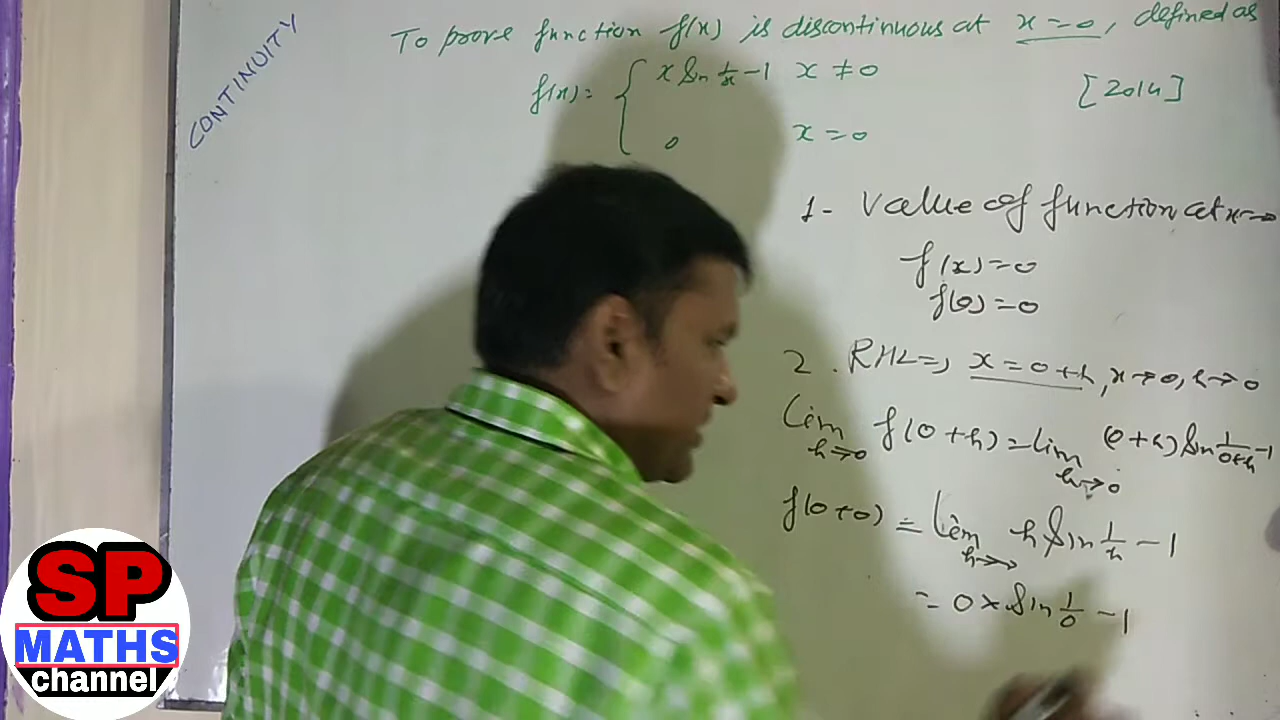 CONTINUITY
To prove function f(x) is discontinuous at x = 0, defined as
f(x) = { x sin 1/x - 1 x ≠ 0
[2014]
0 x = 0
1- Value of function at x=0
f(x) = 0
f(0) = 0
2. RHL ⇒ x = 0+h, x→0, h→0
lim h→0 f(0+h) = lim h→0 (0+h) sin 1/0+h -1
f(0+0) = lim h→0 h sin 1/h - 1
= 0 × sin 1/0 - 1
SP
MATHS
channel